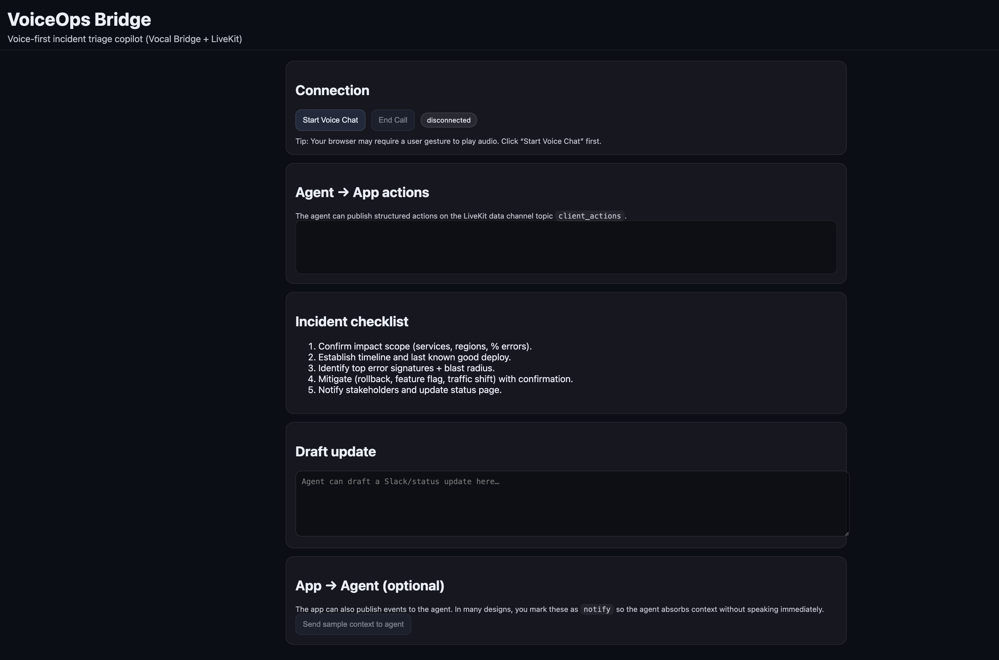 VoiceOps Bridge
Voice-first incident triage copilot (Vocal Bridge + LiveKit)
Connection
Start Voice Chat End Call disconnected
Tip: Your browser may require a user gesture to play audio. Click “Start Voice Chat” first.
Agent → App actions
The agent can publish structured actions on the LiveKit data channel topic client_actions .
Incident checklist
1. Confirm impact scope (services, regions, % errors).
2. Establish timeline and last known good deploy.
3. Identify top error signatures + blast radius.
4. Mitigate (rollback, feature flag, traffic shift) with confirmation.
5. Notify stakeholders and update status page.
Draft update
Agent can draft a Slack/status update here…
App → Agent (optional)
The app can also publish events to the agent. In many designs, you mark these as notify so the agent absorbs context without speaking immediately.
Send sample context to agent